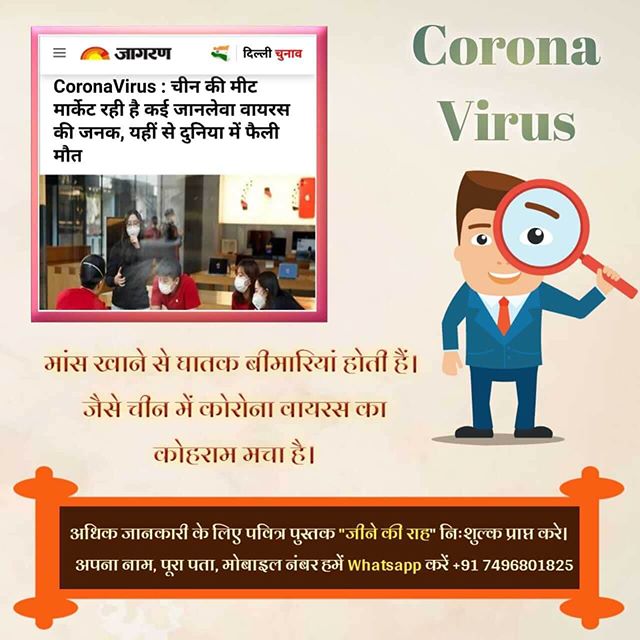 जागरण
दिल्ली चुनाव
CoronaVirus : चीन की मीट
मार्केट रही है कई जानलेवा वायरस
की जनक, यहीं से दुनिया में फैली
मौत
Corona
Virus
मांस खाने से घातक बीमारियां होती हैं।
जैसे चीन में कोरोना वायरस का
कोहराम मचा है।
अधिक जानकारी के लिए पवित्र पुस्तक "जीने की राह" निःशुल्क प्राप्त करे।
अपना नाम, पूरा पता, मोबाइल नंबर हमें Whatsapp करें +91 7496801825